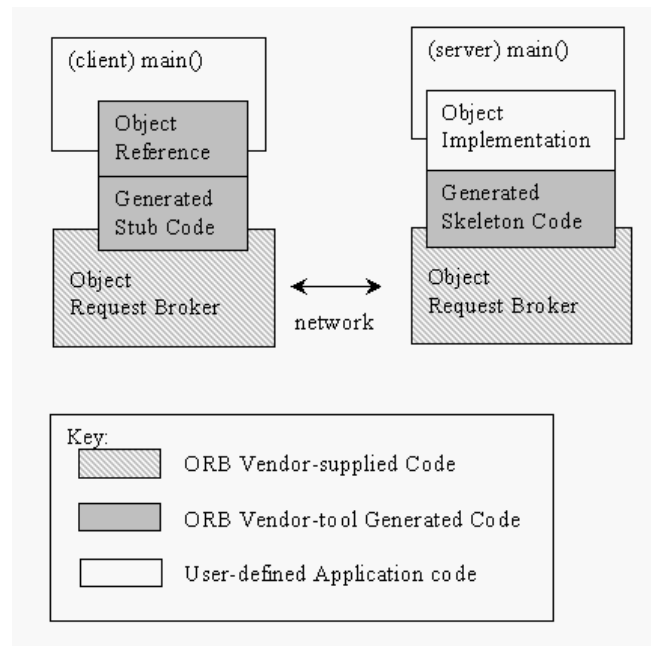 (client) main()
Object
Reference
Generated
Stub Code
Object
Request Broker
network
(server) main()
Object
Implementation
Generated
Skeleton Code
Object
Request Broker
Key:
ORB Vendor-supplied Code
ORB Vendor-tool Generated Code
User-defined Application code